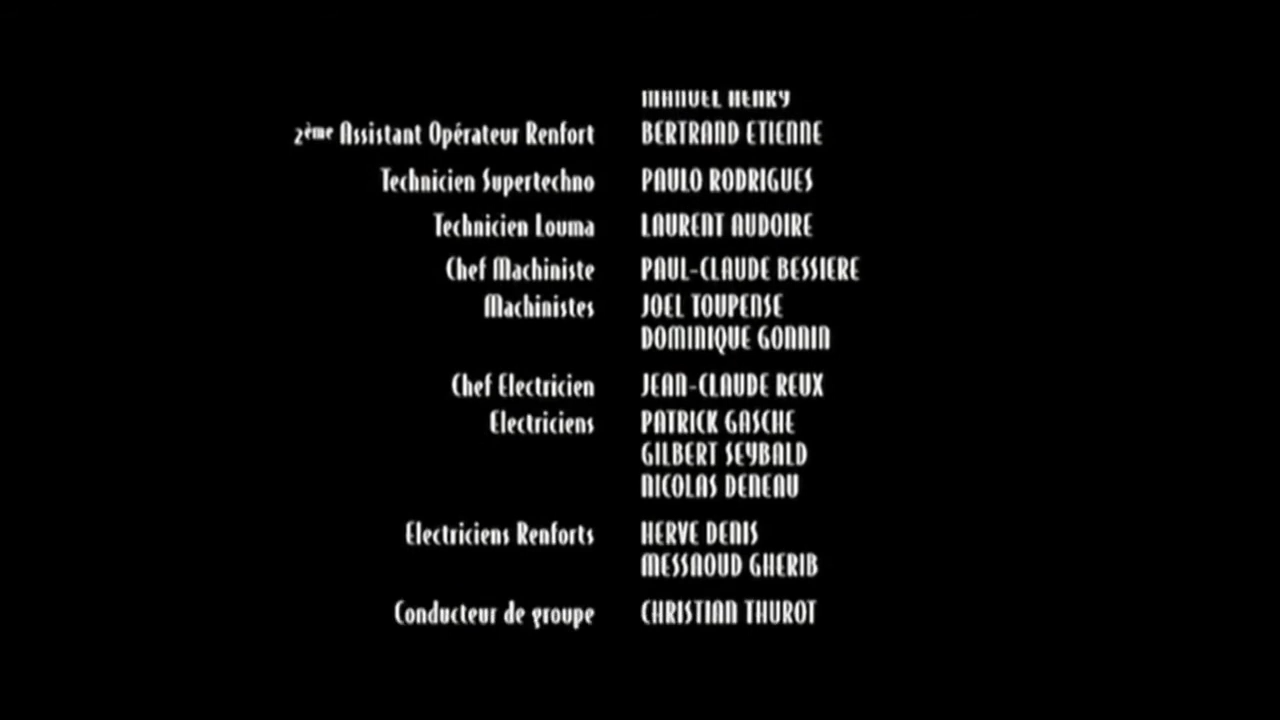 MANUEL HENRY
2ème Assistant Opérateur Renfort BERTRAND ETIENNE
Technicien Supertechno PAULO RODRIGUES
Technicien Louma LAURENT AUDOIRE
Chef Machiniste PAUL-CLAUDE BESSIERE
Machinistes JOEL TOUPENSE
DOMINIQUE GONNIN
Chef Electricien JEAN-CLAUDE REUX
Electriciens PATRICK GASCHE
GILBERT SEYBALD
NICOLAS DENEAU
Electriciens Renforts HERVE DENIS
MESSAOUD GHERIB
Conducteur de groupe CHRISTIAN THUROT